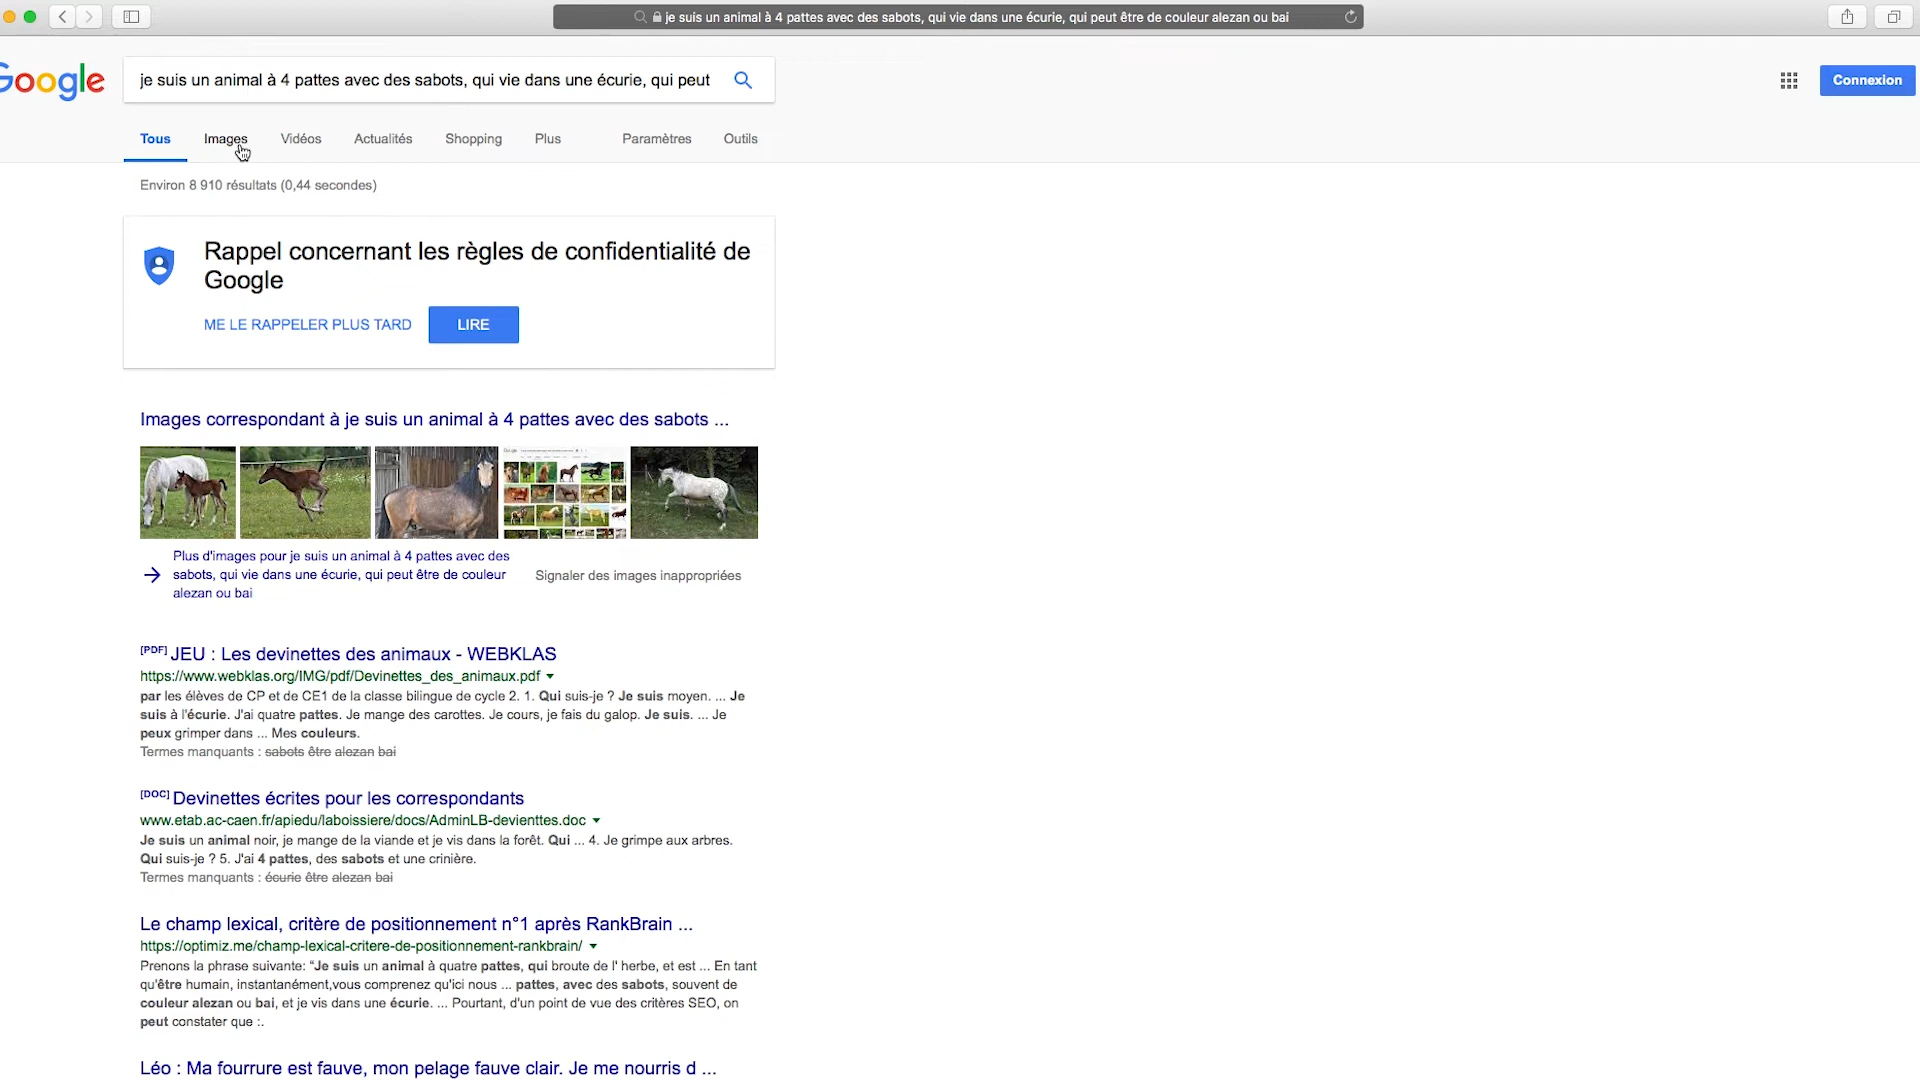 je suis un animal à 4 pattes avec des sabots, qui vie dans une écurie, qui peut être de couleur alezan ou bai
Google
je suis un animal à 4 pattes avec des sabots, qui vie dans une écurie, qui peut
Connexion
Tous Images Vidéos Actualités Shopping Plus Paramètres Outils
Environ 8 910 résultats (0,44 secondes)
Rappel concernant les règles de confidentialité de
Google
ME LE RAPPELER PLUS TARD LIRE
Images correspondant à je suis un animal à 4 pattes avec des sabots ...
Plus d'images pour je suis un animal à 4 pattes avec des
sabots, qui vie dans une écurie, qui peut être de couleur
alezan ou bai
Signaler des images inappropriées
[PDF] JEU : Les devinettes des animaux - WEBKLAS
https://www.webklas.org/IMG/pdf/Devinettes_des_animaux.pdf
par les élèves de CP et de CE1 de la classe bilingue de cycle 2. 1. Qui suis-je ? Je suis moyen. ... Je
suis à l'écurie. J'ai quatre pattes. Je mange des carottes. Je cours, je fais du galop. Je suis. ... Je
peux grimper dans ... Mes couleurs.
Termes manquants : sabots être alezan bai
[DOC] Devinettes écrites pour les correspondants
www.etab.ac-caen.fr/apiedu/laboissiere/docs/AdminLB-devienttes.doc
Je suis un animal noir, je mange de la viande et je vis dans la forêt. Qui ... 4. Je grimpe aux arbres.
Qui suis-je ? 5. J'ai 4 pattes, des sabots et une crinière.
Termes manquants : écurie être alezan bai
Le champ lexical, critère de positionnement n°1 après RankBrain ...
https://optimiz.me/champ-lexical-critere-de-positionnement-rankbrain/
Prenons la phrase suivante: “Je suis un animal à quatre pattes, qui broute de l' herbe, et est ... En tant
qu'être humain, instantanément,vous comprenez qu'ici nous ... pattes, avec des sabots, souvent de
couleur alezan ou bai, et je vis dans une écurie. ... Pourtant, d'un point de vue des critères SEO, on
peut constater que :.
Léo : Ma fourrure est fauve, mon pelage fauve clair. Je me nourris d ...